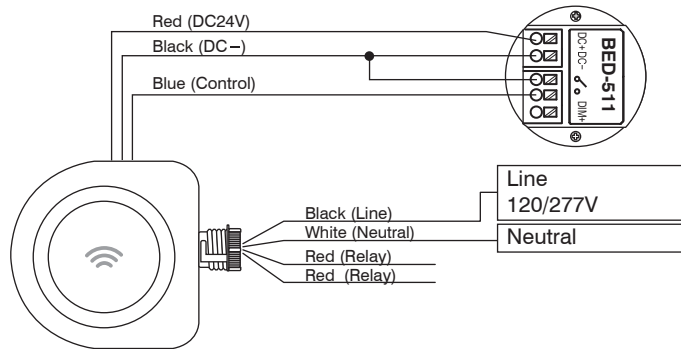 Red (DC24V)
Black (DC–)
Blue (Control)
DC+ DC-
DIM+
BED-511
Black (Line)
White (Neutral)
Red (Relay)
Red (Relay)
Line
120/277V
Neutral